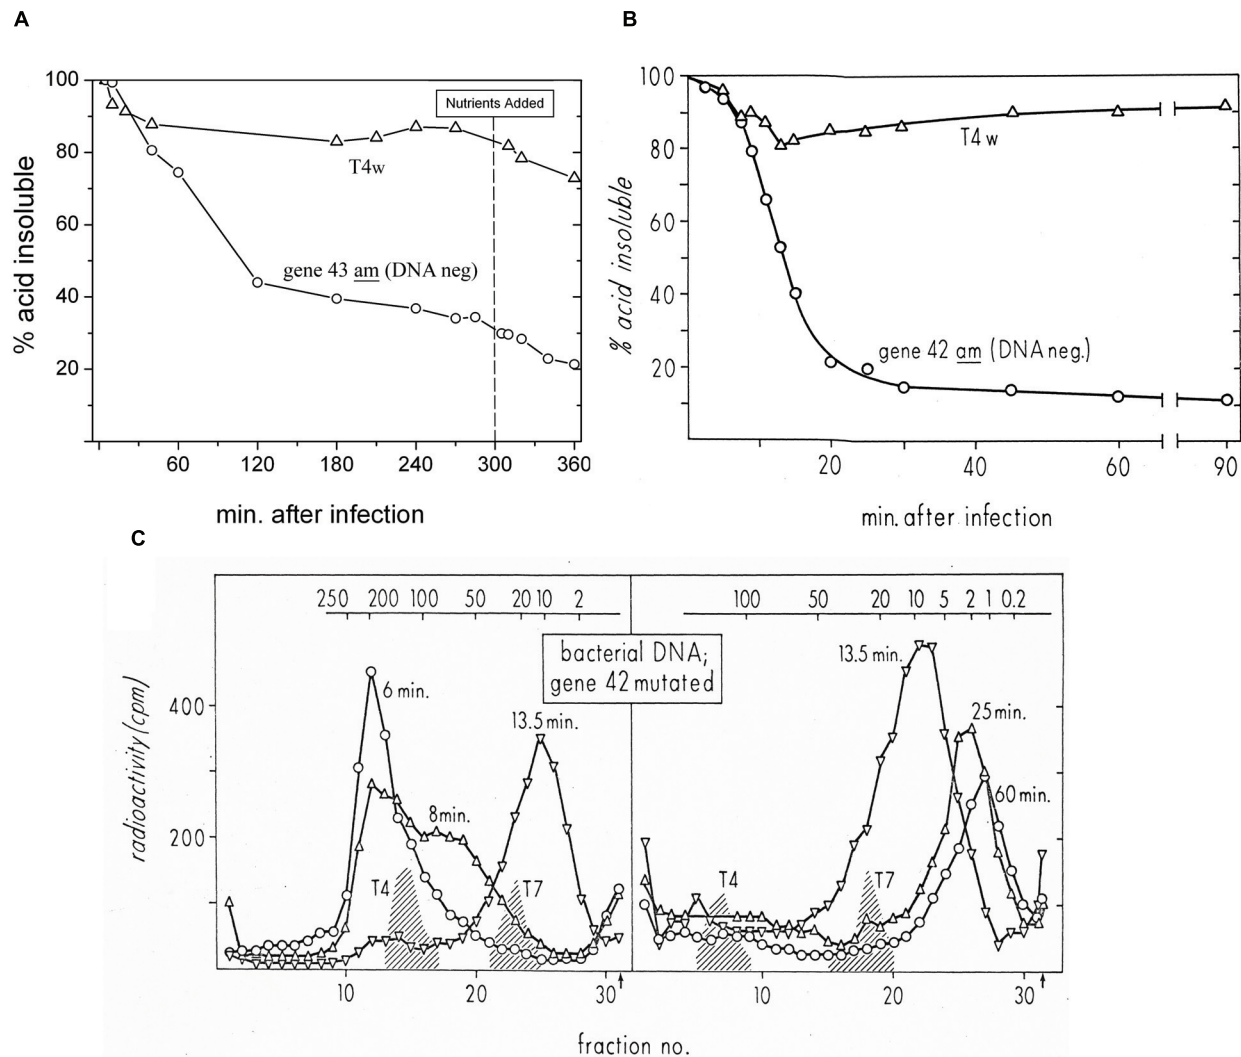 A
B
100
80
60
40
20
% acid insoluble
Nutrients Added
T4w
gene 43 am (DNA neg)
60 120 180 240 300 360
min. after infection
100
80
60
40
20
% acid insoluble
T4 w
gene 42 am (DNA neg.)
20 40 60 90
min. after infection
C
250 200 100 50 20 10 2
100 50 20 10 5 2 1 0.2
bacterial DNA;
gene 42 mutated
radioactivity (cpm)
400
200
6 min.
8 min.
13.5 min.
T4
T7
13.5 min.
25 min.
60 min.
T4
T7
10 20 30
10 20 30
fraction no.